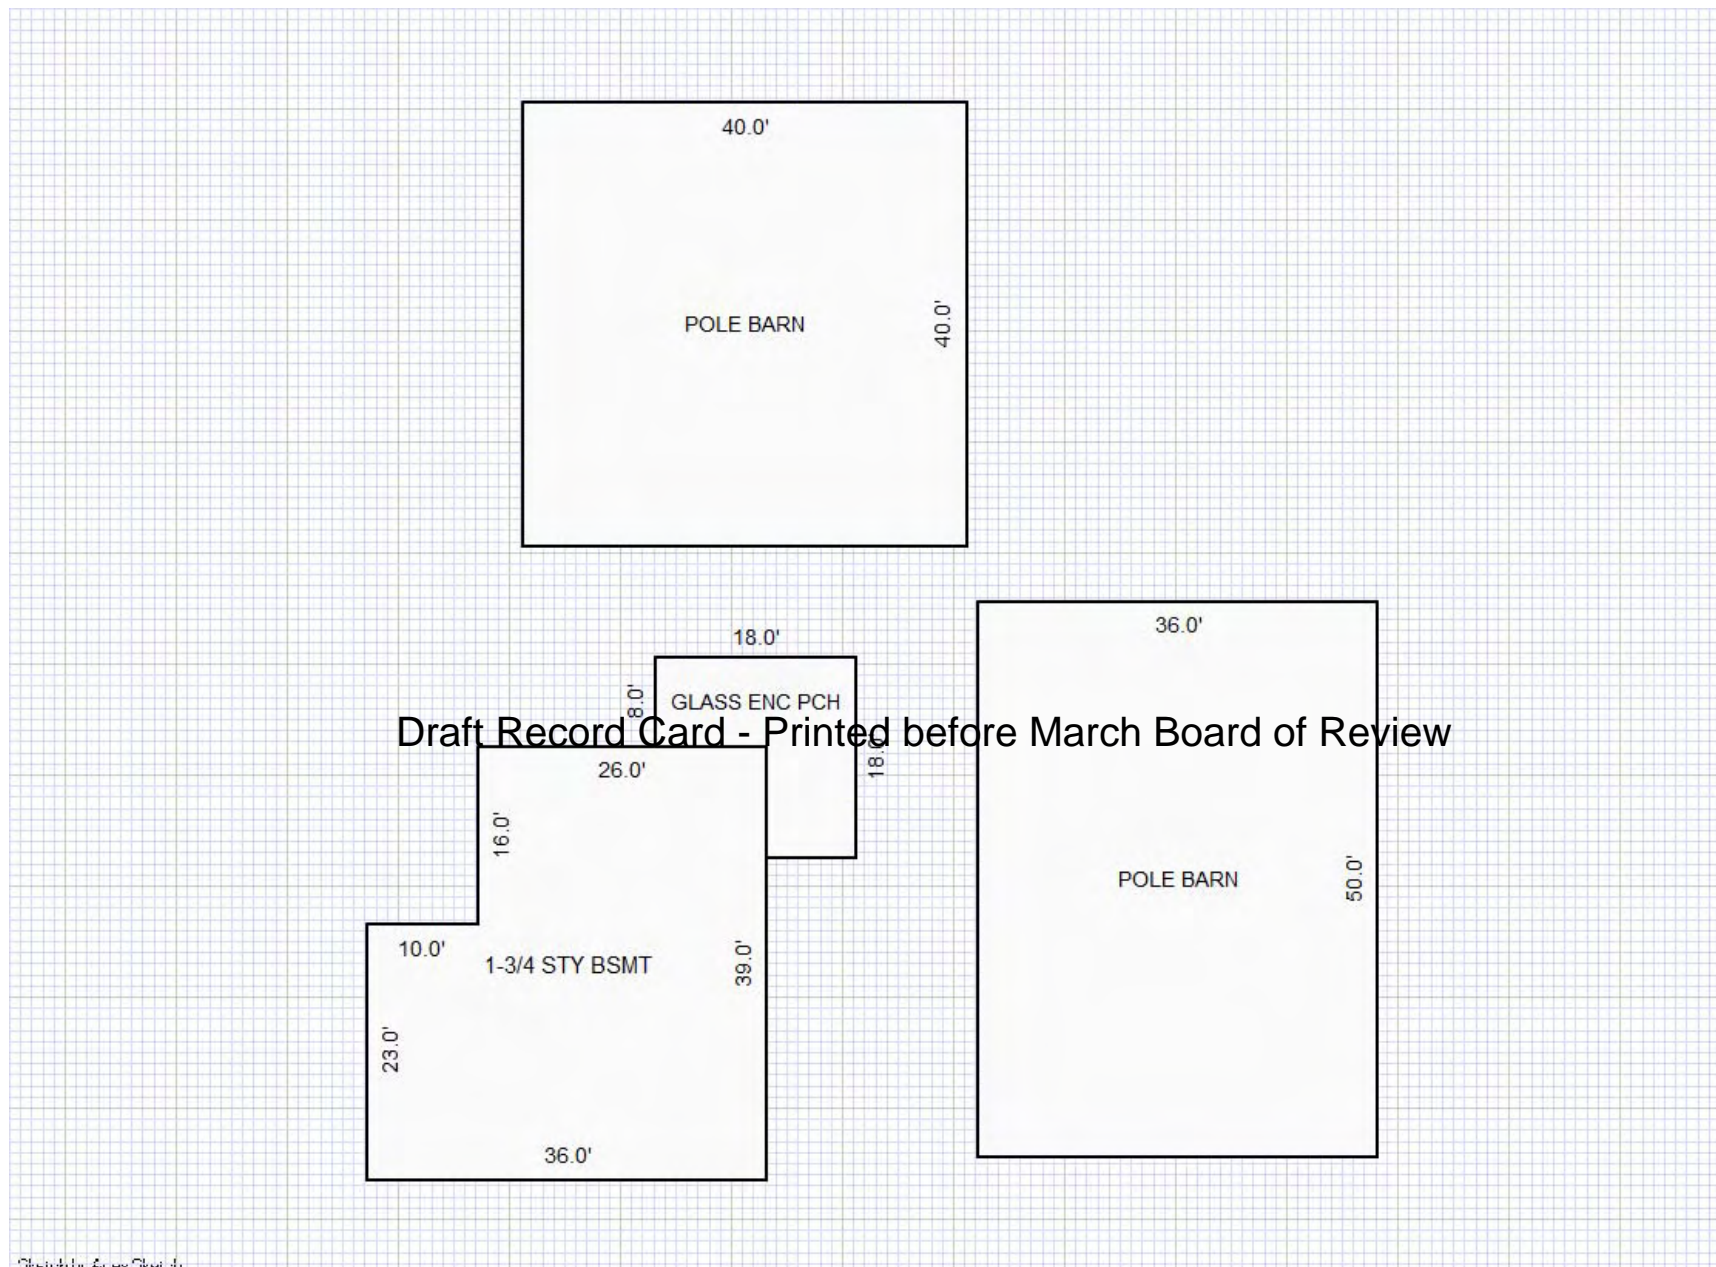 40.0'
POLE BARN
40.0'
36.0'
18.0'
8.0'
GLASS ENC PCH
Draft Record Card - Printed before March Board of Review
18.0'
26.0'
16.0'
POLE BARN
50.0'
10.0'
1-3/4 STY BSMT
39.0'
23.0'
36.0'